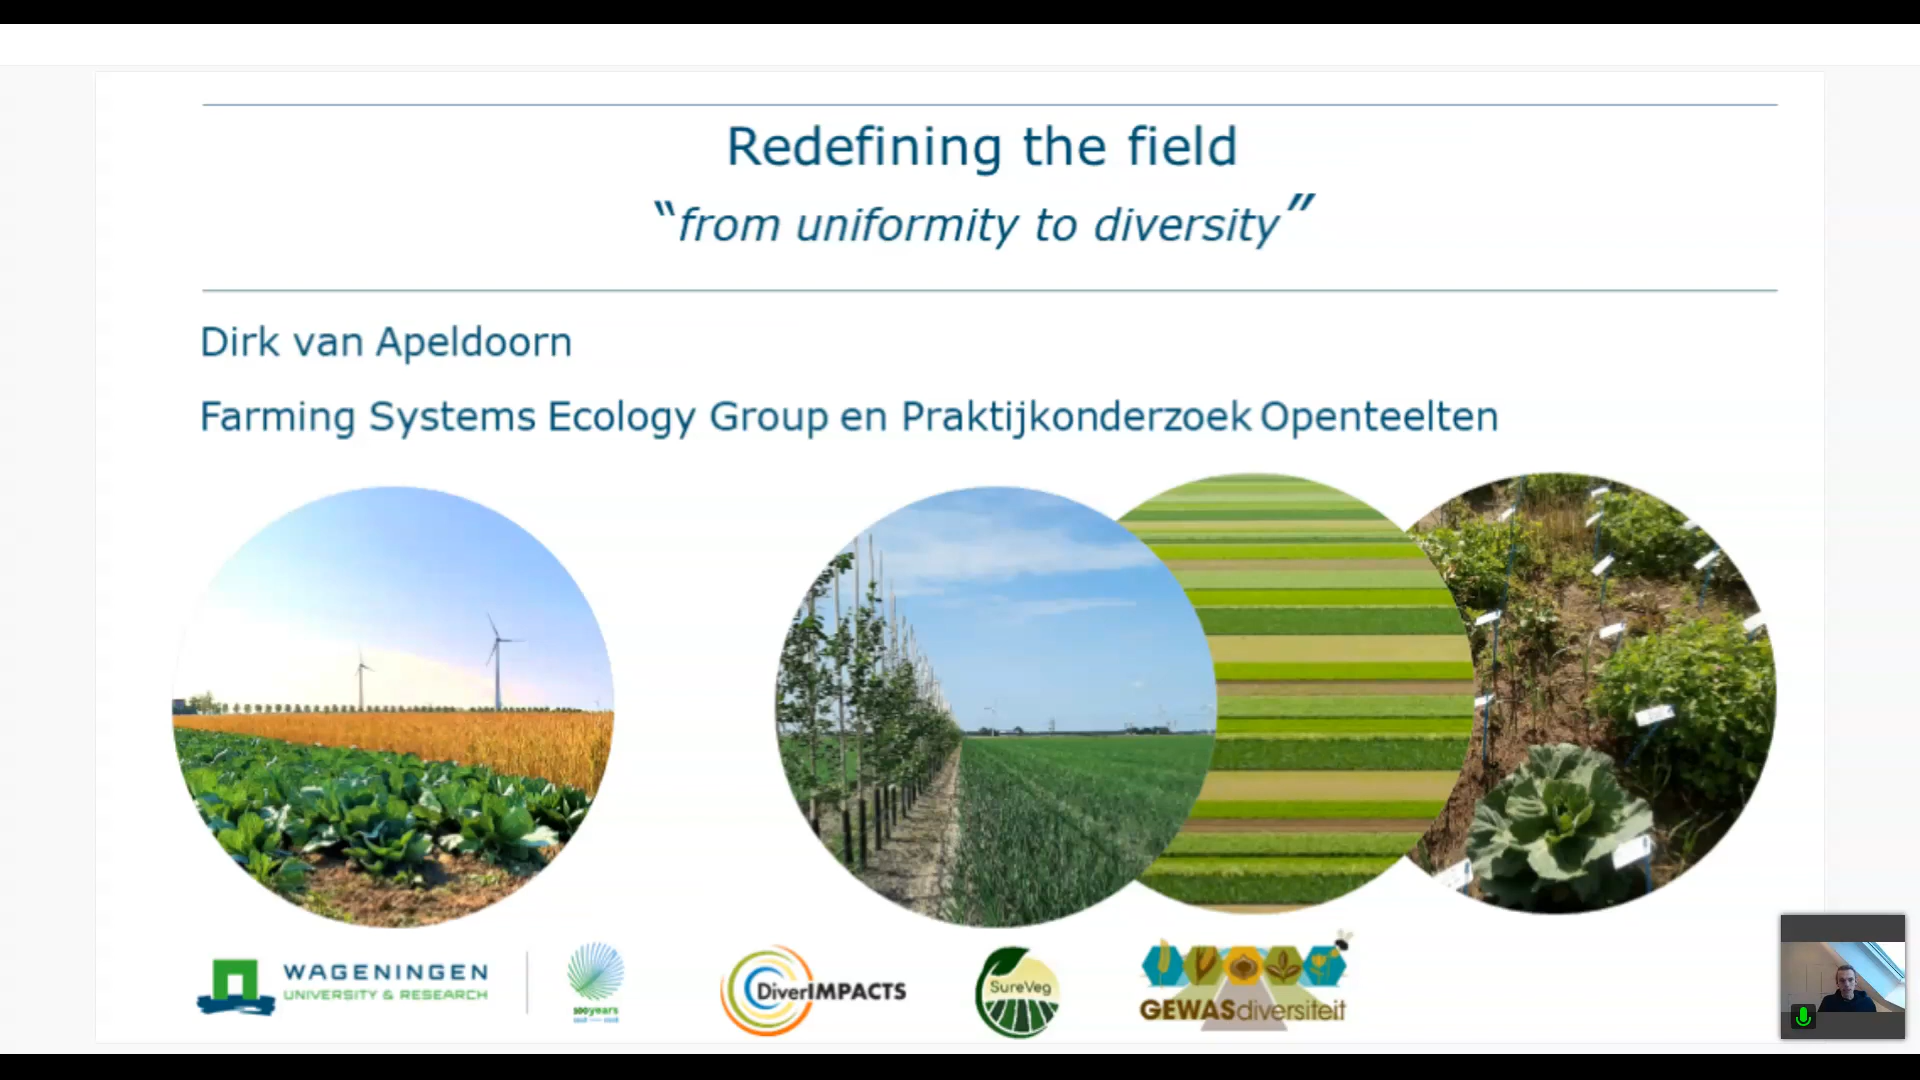 Redefining the field
“from uniformity to diversity”
Dirk van Apeldoorn
Farming Systems Ecology Group en Praktijkonderzoek Openteelten
WAGENINGEN
UNIVERSITY & RESEARCH
100years
DiverIMPACTS
SureVeg
GEWASdiversiteit